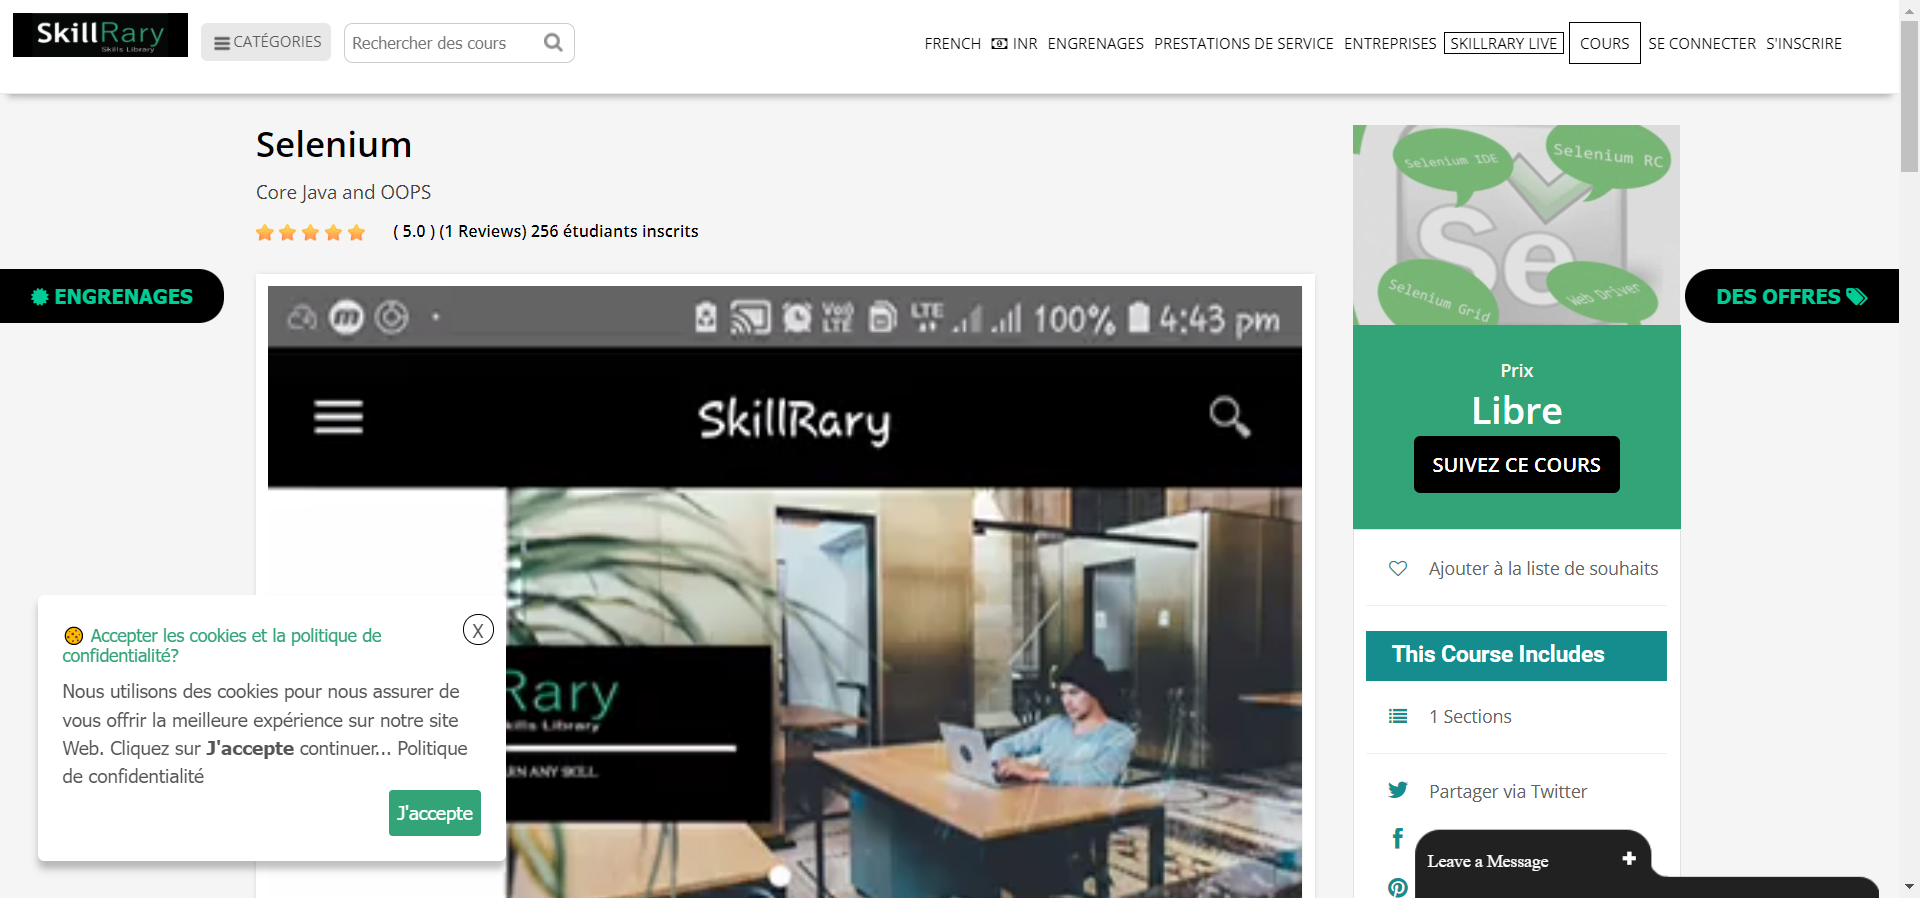 SkillRary
Skills Library
CATÉGORIES
Rechercher des cours
FRENCH INR ENGRENAGES PRESTATIONS DE SERVICE ENTREPRISES SKILLRARY LIVE COURS SE CONNECTER S'INSCRIRE
Selenium
Core Java and OOPS
( 5.0 ) (1 Reviews) 256 étudiants inscrits
ENGRENAGES
DES OFFRES
VoD LTE LTE 100% 4:43 pm
SkillRary
Rary
ills Library
RN ANY SKILL
Selenium IDE
Selenium RC
Se
Selenium Grid
Web Driver
Prix
Libre
SUIVEZ CE COURS
Ajouter à la liste de souhaits
This Course Includes
1 Sections
Partager via Twitter
Leave a Message
Accepter les cookies et la politique de
confidentialité?
X
Nous utilisons des cookies pour nous assurer de
vous offrir la meilleure expérience sur notre site
Web. Cliquez sur J'accepte continuer... Politique
de confidentialité
J'accepte